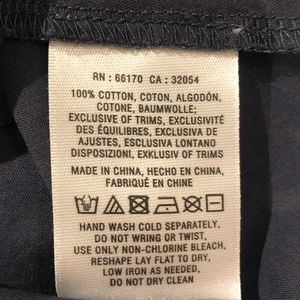 RN : 66170 CA : 32054
100% COTTON, COTON, ALGODÓN,
COTONE, BAUMWOLLE;
EXCLUSIVE OF TRIMS, EXCLUSIVITÉ
DES ÉQUILIBRES, EXCLUSIVA DE
AJUSTES, ESCLUSIVA LONTANO
DISPOSIZIONI, EXKLUSIV OF TRIMS
MADE IN CHINA, HECHO EN CHINA,
FABRIQUÉ EN CHINE
HAND WASH COLD SEPARATELY,
DO NOT WRING OR TWIST,
USE ONLY NON-CHLORINE BLEACH.
RESHAPE LAY FLAT TO DRY,
LOW IRON AS NEEDED,
DO NOT DRY CLEAN.